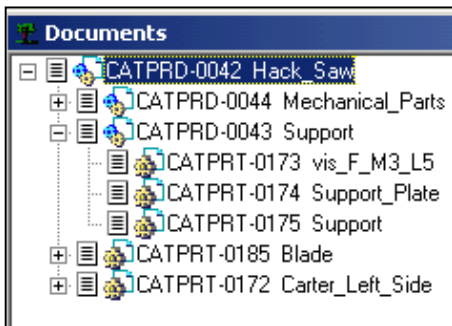 Documents
CATPRD-0042 Hack_Saw
CATPRD-0044 Mechanical_Parts
CATPRD-0043 Support
CATPRT-0173 vis_F_M3_L5
CATPRT-0174 Support_Plate
CATPRT-0175 Support
CATPRT-0185 Blade
CATPRT-0172 Carter_Left_Side